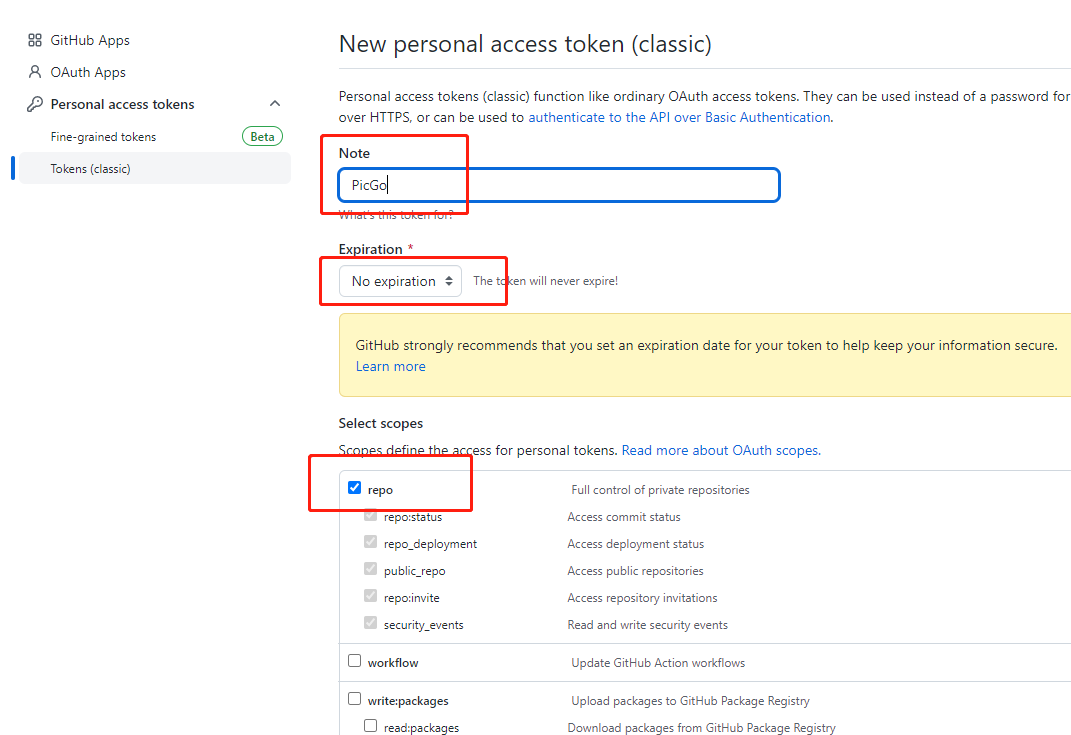 GitHub Apps
OAuth Apps
Personal access tokens
Fine-grained tokens Beta
Tokens (classic)
New personal access token (classic)
Personal access tokens (classic) function like ordinary OAuth access tokens. They can be used instead of a password for
over HTTPS, or can be used to authenticate to the API over Basic Authentication.
Note
PicGo
What's this token for?
Expiration *
No expiration The token will never expire!
GitHub strongly recommends that you set an expiration date for your token to help keep your information secure.
Learn more
Select scopes
Scopes define the access for personal tokens. Read more about OAuth scopes.
repo Full control of private repositories
repo:status Access commit status
repo_deployment Access deployment status
public_repo Access public repositories
repo:invite Access repository invitations
security_events Read and write security events
workflow Update GitHub Action workflows
write:packages Upload packages to GitHub Package Registry
read:packages Download packages from GitHub Package Registry